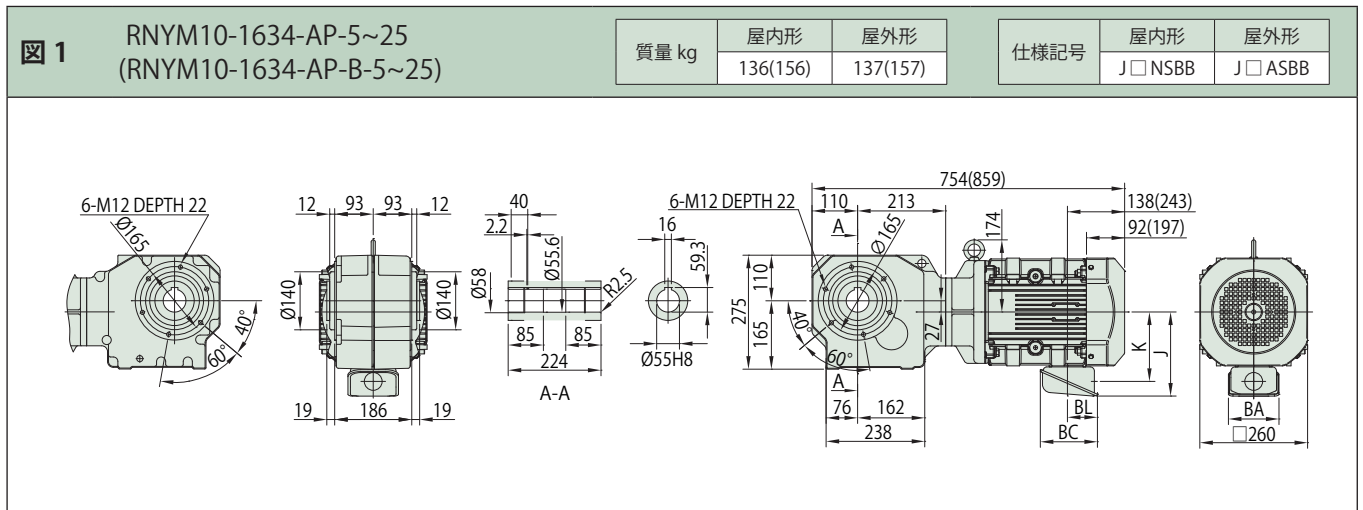 図 1
RNYM10-1634-AP-5~25
(RNYM10-1634-AP-B-5~25)
質量 kg
屋内形 屋外形
136(156) 137(157)
仕様記号
屋内形 屋外形
J□NSBB J□ASBB
6-M12 DEPTH 22
Ø165
40°
60°
12 93 93 12
Ø140
Ø140
19 186 19
40
2.2
Ø55.6
Ø58
R2.5
85 85
224
A-A
16
59.3
Ø55H8
754(859)
6-M12 DEPTH 22
110 213
138(243)
92(197)
A
Ø165
174
110
275
165
40°
60°
27
A
76 162
238
K
J
BL
BC
BA
□260